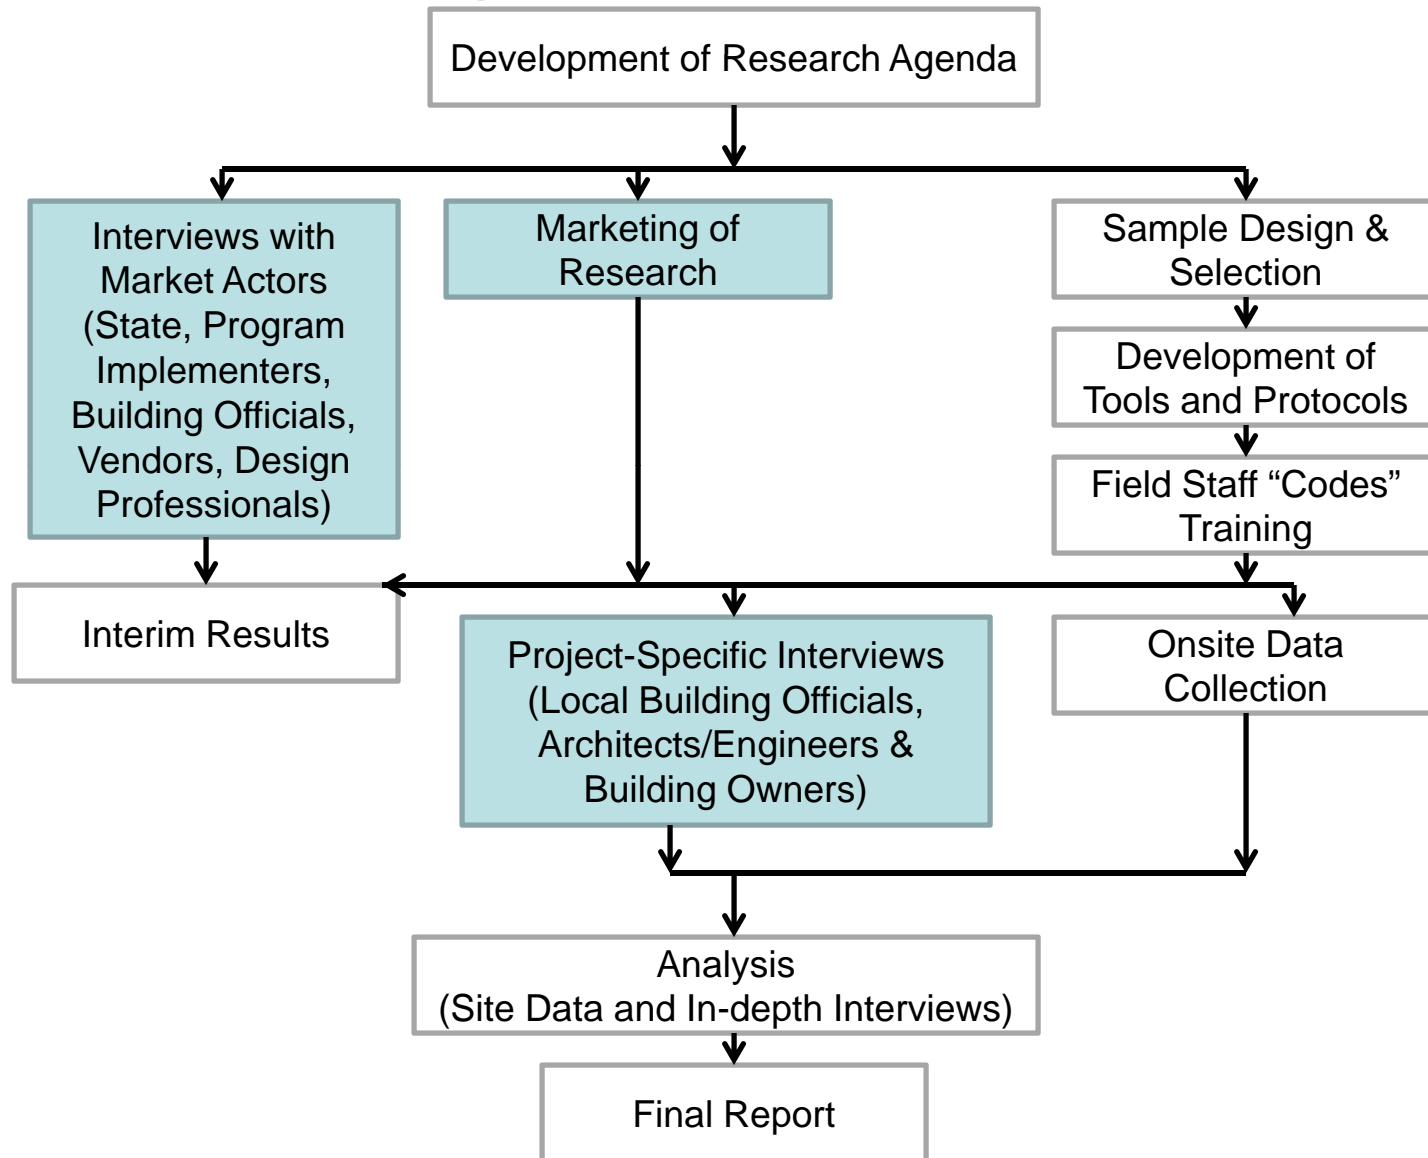 Development of Research Agenda
Interviews with
Market Actors
(State, Program
Implementers,
Building Officials,
Vendors, Design
Professionals)
Marketing of
Research
Sample Design &
Selection
Development of
Tools and Protocols
Field Staff “Codes”
Training
Interim Results
Project-Specific Interviews
(Local Building Officials,
Architects/Engineers &
Building Owners)
Onsite Data
Collection
Analysis
(Site Data and In-depth Interviews)
Final Report